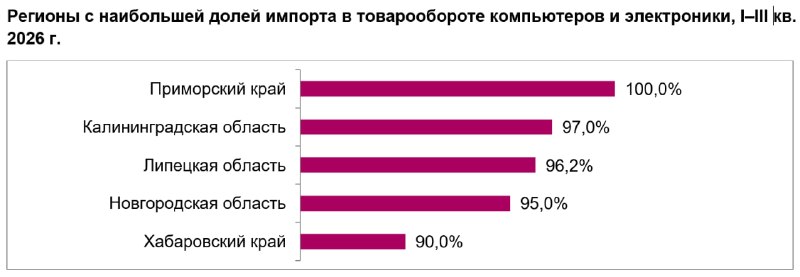 Регионы с наибольшей долей импорта в товарообороте компьютеров и электроники, I–III кв.
2026 г.
Приморский край 100,0%
Калининградская область 97,0%
Липецкая область 96,2%
Новгородская область 95,0%
Хабаровский край 90,0%